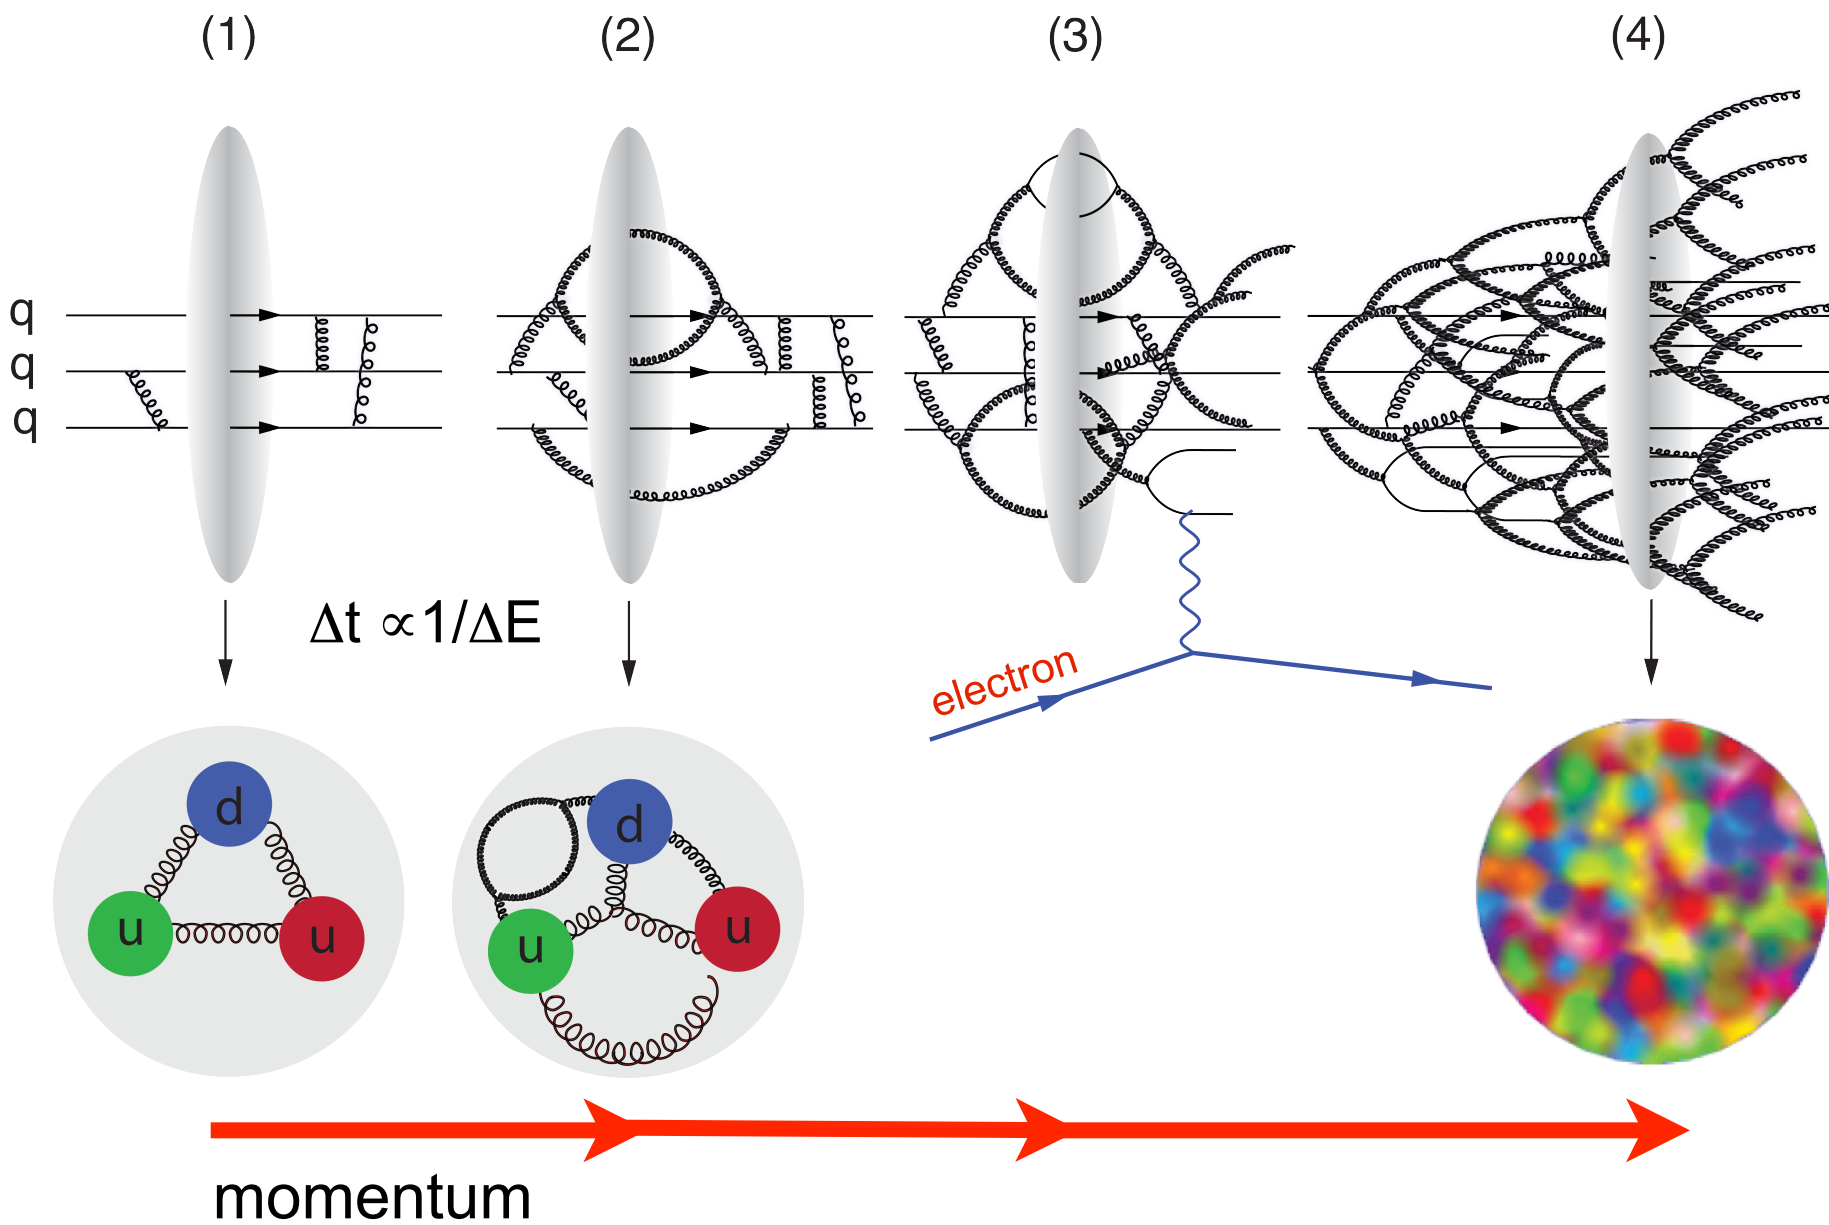 (1) (2) (3) (4)
q
q
q
Δt ∝1/ΔE
electron
d
u u
d
u u
momentum